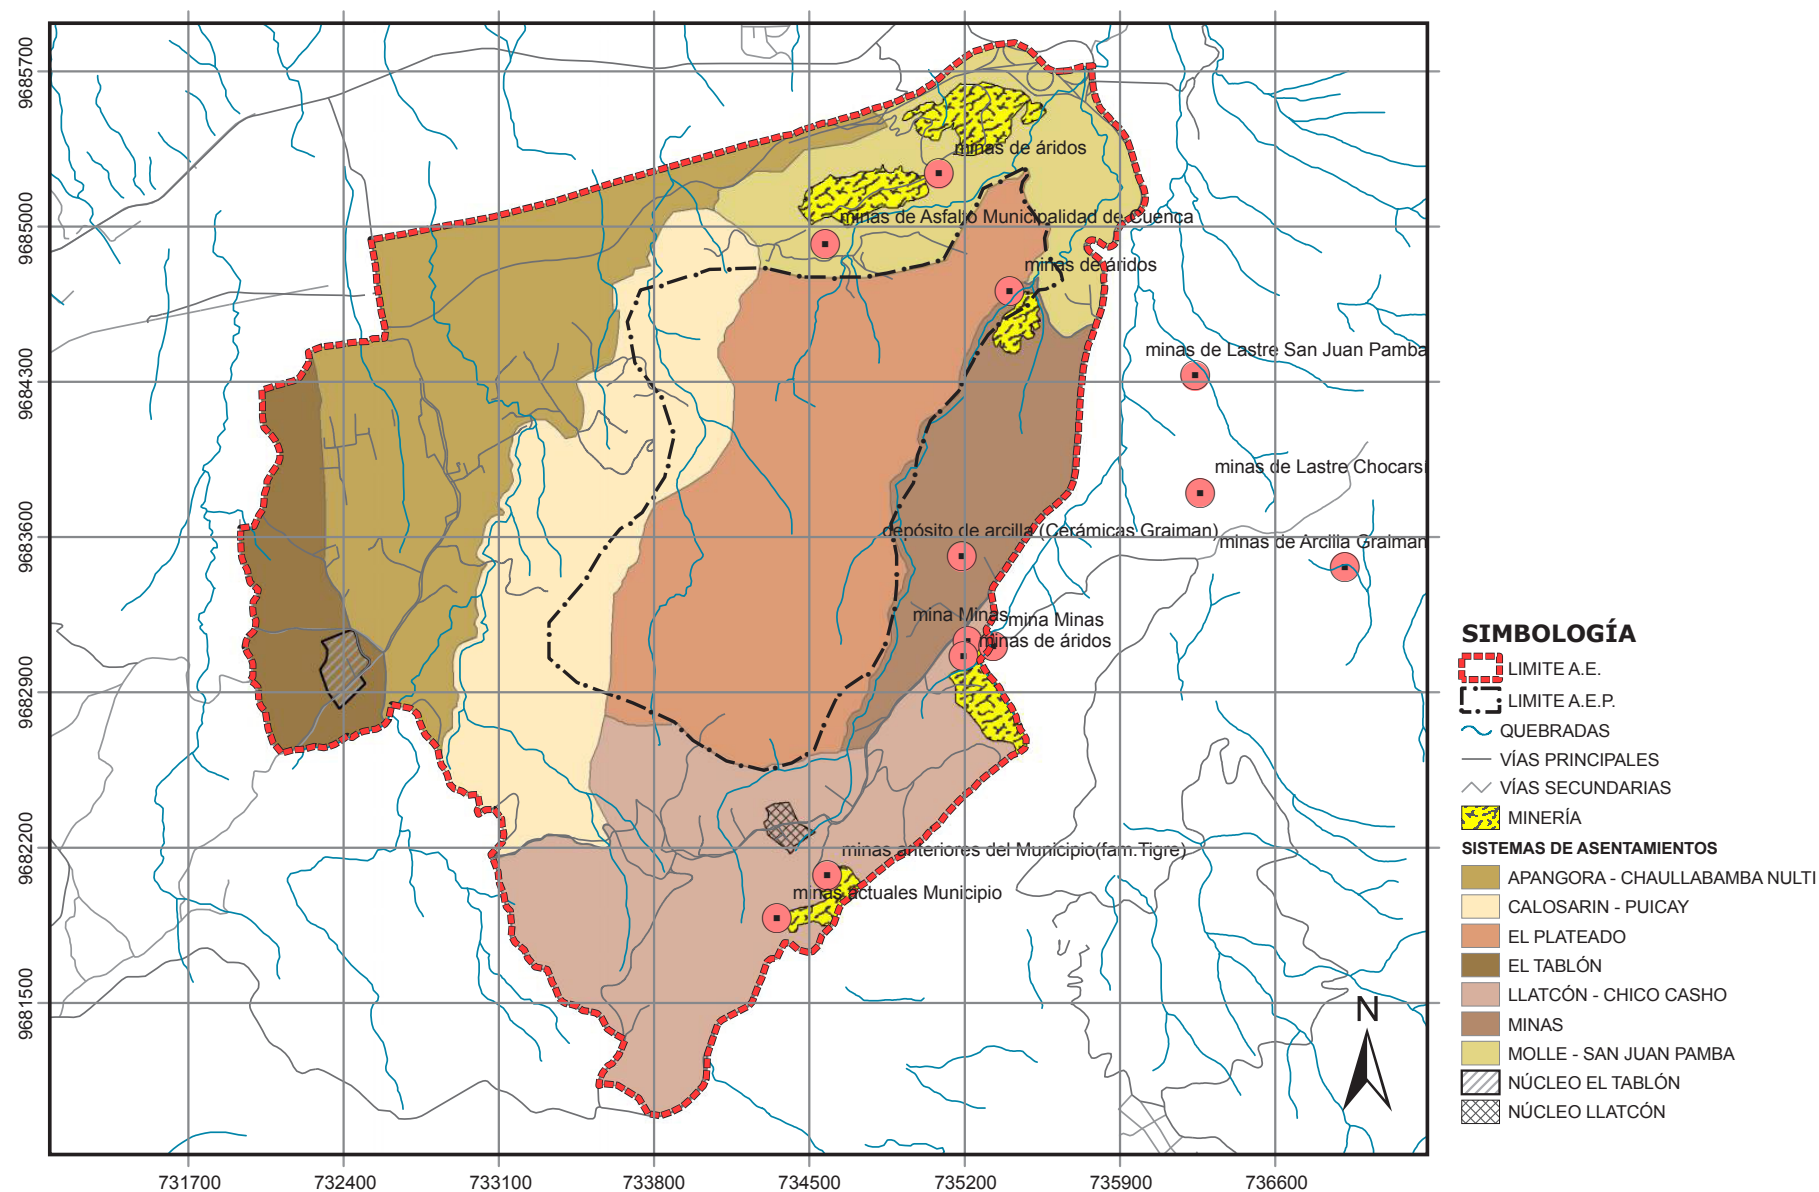 9685700
9685000
9684300
9683600
9682900
9682200
9681500
minas de áridos
minas de Asfalto Municipalidad de Cuenca
minas de áridos
minas de Lastre San Juan Pamba
minas de Lastre Chocarsí
depósito de arcilla (Cerámicas Graiman)
minas de Arcilla Graiman
mina Minas
mina Minas
minas de áridos
minas anteriores del Municipio(fam.Tigre)
minas actuales Municipio
N
731700 732400 733100 733800 734500 735200 735900 736600
SIMBOLOGÍA
LIMITE A.E.
LIMITE A.E.P.
QUEBRADAS
VÍAS PRINCIPALES
VÍAS SECUNDARIAS
MINERÍA
SISTEMAS DE ASENTAMIENTOS
APANGORA - CHAULLABAMBA NULTI
CALOSARIN - PUICAY
EL PLATEADO
EL TABLÓN
LLATCÓN - CHICO CASHO
MINAS
MOLLE - SAN JUAN PAMBA
NÚCLEO EL TABLÓN
NÚCLEO LLATCÓN